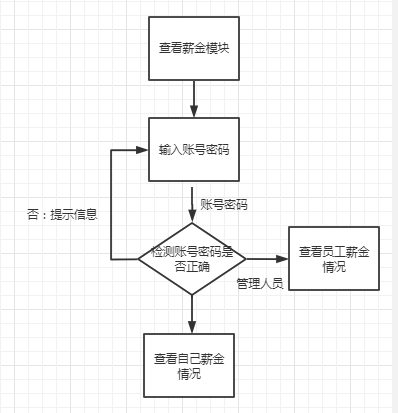 查看薪金模块
输入账号密码
账号密码
否：提示信息
检测账号密码是
否正确
管理人员
查看员工薪金
情况
查看自己薪金
情况